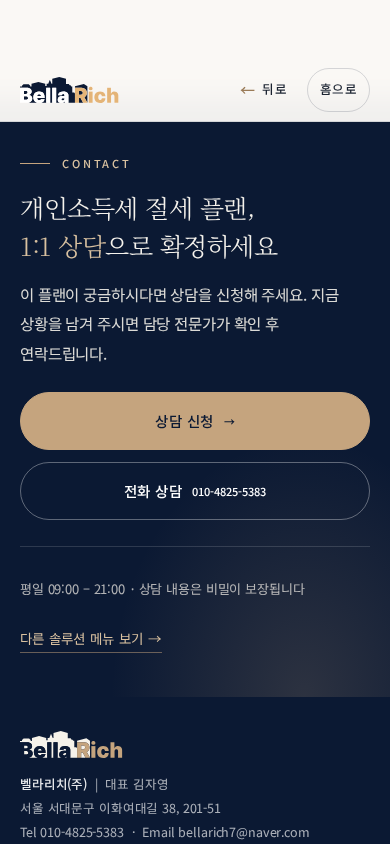 Bella Rich
← 뒤로
홈으로
CONTACT
개인소득세 절세 플랜,
1:1 상담으로 확정하세요
이 플랜이 궁금하시다면 상담을 신청해 주세요. 지금
상황을 남겨 주시면 담당 전문가가 확인 후
연락드립니다.
상담 신청 →
전화 상담 010-4825-5383
평일 09:00 – 21:00 · 상담 내용은 비밀이 보장됩니다
다른 솔루션 메뉴 보기 →
Bella Rich
벨라리치(주) | 대표 김자영
서울 서대문구 이화여대길 38, 201-51
Tel 010-4825-5383 · Email bellarich7@naver.com